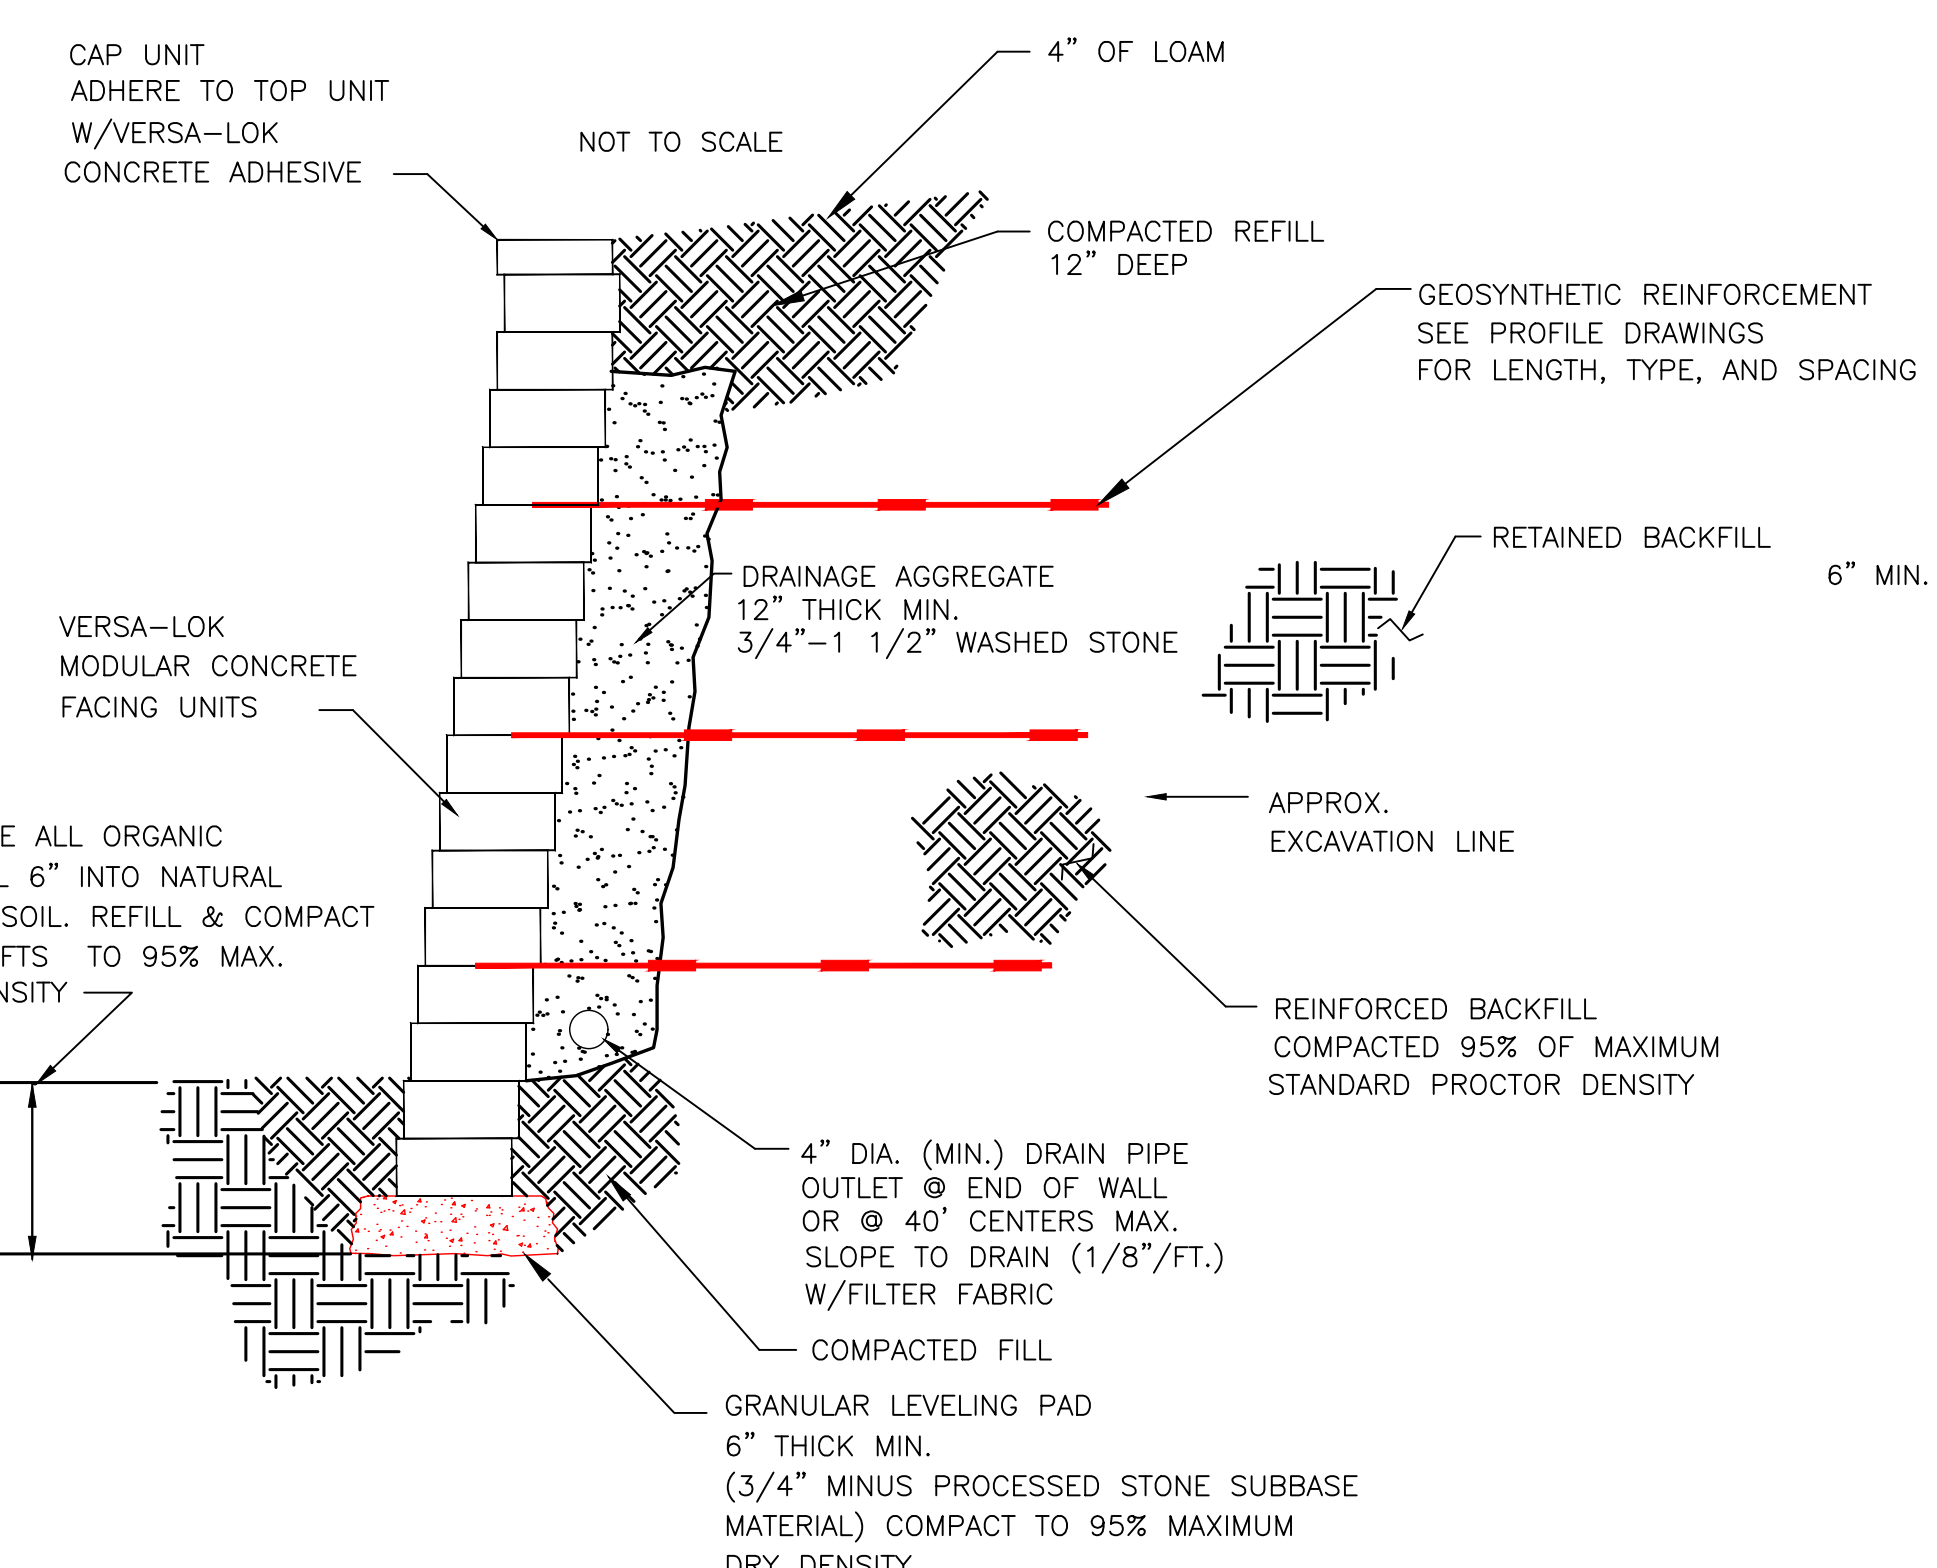 CAP UNIT
ADHERE TO TOP UNIT
W/VERSA-LOK
CONCRETE ADHESIVE
NOT TO SCALE
4" OF LOAM
COMPACTED REFILL
12" DEEP
GEOSYNTHETIC REINFORCEMENT
SEE PROFILE DRAWINGS
FOR LENGTH, TYPE, AND SPACING
RETAINED BACKFILL
6" MIN.
DRAINAGE AGGREGATE
12" THICK MIN.
3/4"-1 1/2" WASHED STONE
VERSA-LOK
MODULAR CONCRETE
FACING UNITS
APPROX.
EXCAVATION LINE
E ALL ORGANIC
L 6" INTO NATURAL
SOIL. REFILL & COMPACT
FTS TO 95% MAX.
NSITY
REINFORCED BACKFILL
COMPACTED 95% OF MAXIMUM
STANDARD PROCTOR DENSITY
4" DIA. (MIN.) DRAIN PIPE
OUTLET @ END OF WALL
OR @ 40' CENTERS MAX.
SLOPE TO DRAIN (1/8"/FT.)
W/FILTER FABRIC
COMPACTED FILL
GRANULAR LEVELING PAD
6" THICK MIN.
(3/4" MINUS PROCESSED STONE SUBBASE
MATERIAL) COMPACT TO 95% MAXIMUM
DRY DENSITY